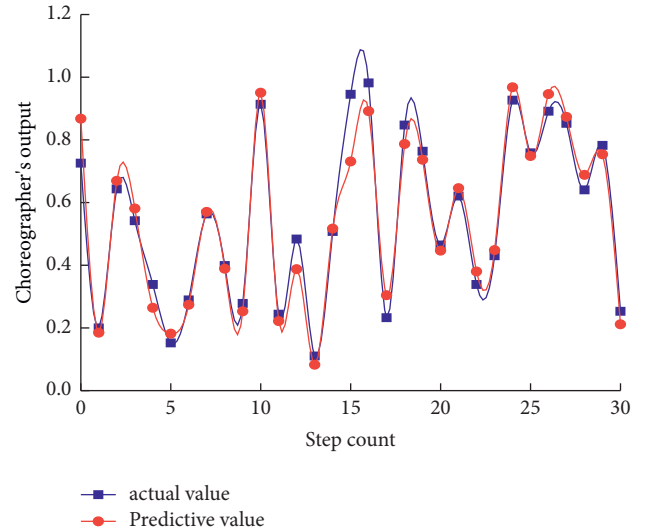 1.2
1.0
0.8
0.6
0.4
0.2
0.0
Choreographer's output
0 5 10 15 20 25 30
Step count
actual value
Predictive value